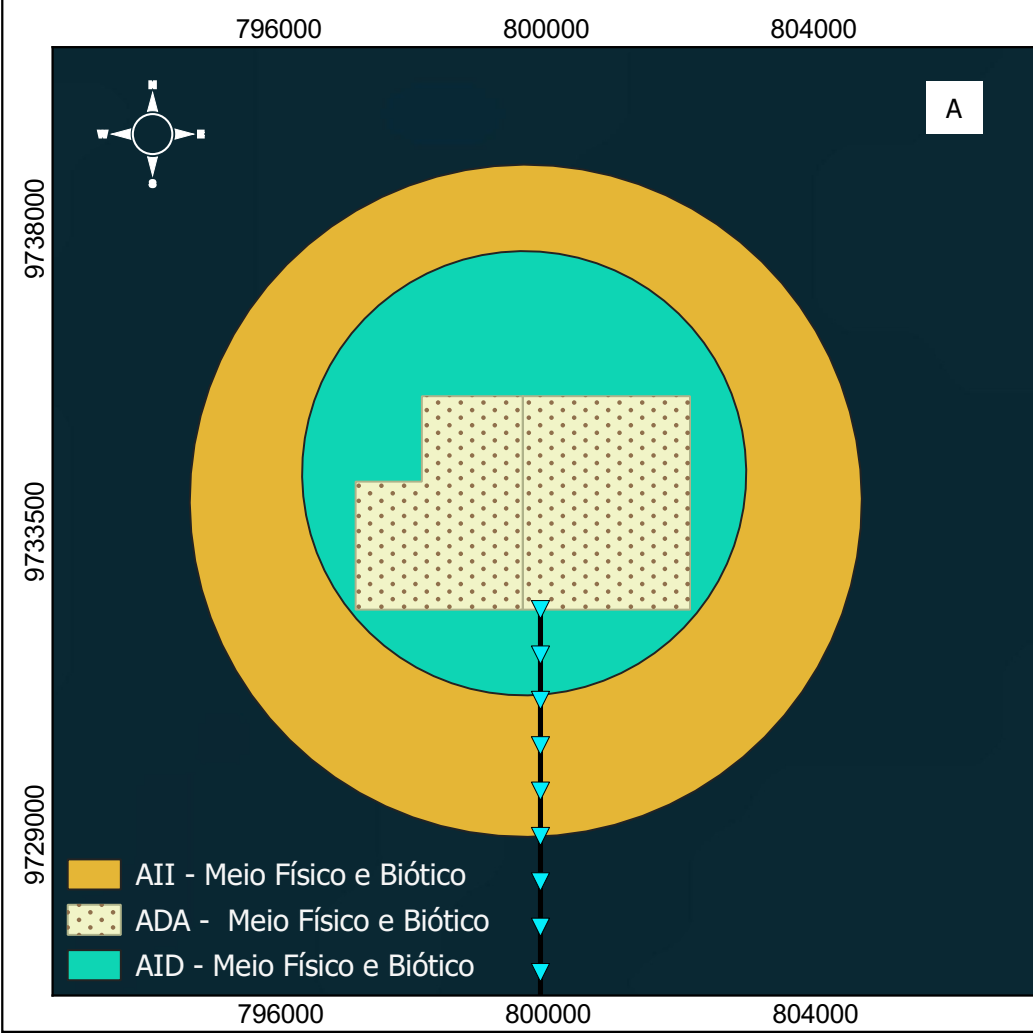 796000 800000 804000
N
W E
S
A
9738000
9733500
9729000
AII - Meio Físico e Biótico
ADA -  Meio Físico e Biótico
AID - Meio Físico e Biótico
796000 800000 804000